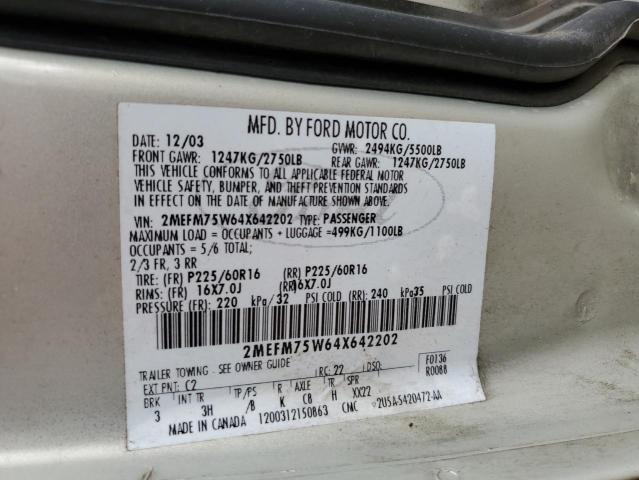 MFD. BY FORD MOTOR CO.
DATE: 12/03 GVWR: 2494KG/5500LB
FRONT GAWR: 1247KG/2750LB REAR GAWR: 1247KG/2750LB
THIS VEHICLE CONFORMS TO ALL APPLICABLE FEDERAL MOTOR
VEHICLE SAFETY, BUMPER, AND THEFT PREVENTION STANDARDS
IN EFFECT ON THE DATE OF MANUFACTURE SHOWN ABOVE.
VIN: 2MEFM75W64X642202 TYPE: PASSENGER
MAXIMUM LOAD = OCCUPANTS + LUGGAGE =499KG/1100LB
OCCUPANTS = 5/6 TOTAL;
2/3 FR, 3 RR
TIRE: (FR) P225/60R16 (RR) P225/60R16
RIMS: (FR) 16X7.0J (RR) 16X7.0J
PRESSURE (FR): 220 kPa/32 PSI COLD (RR): 240 kPa35 PSI COLD
2MEFM75W64X642202
TRAILER TOWING - SEE OWNER GUIDE
EXT PNT: C2 RC: 22 DSO: F0136
R0088
BRK INT TR TP/PS R AXLE TR SPR
3 3H /B K C8 H XX22
MADE IN CANADA 1200312150863 CMC 2U5A-5420472-AA